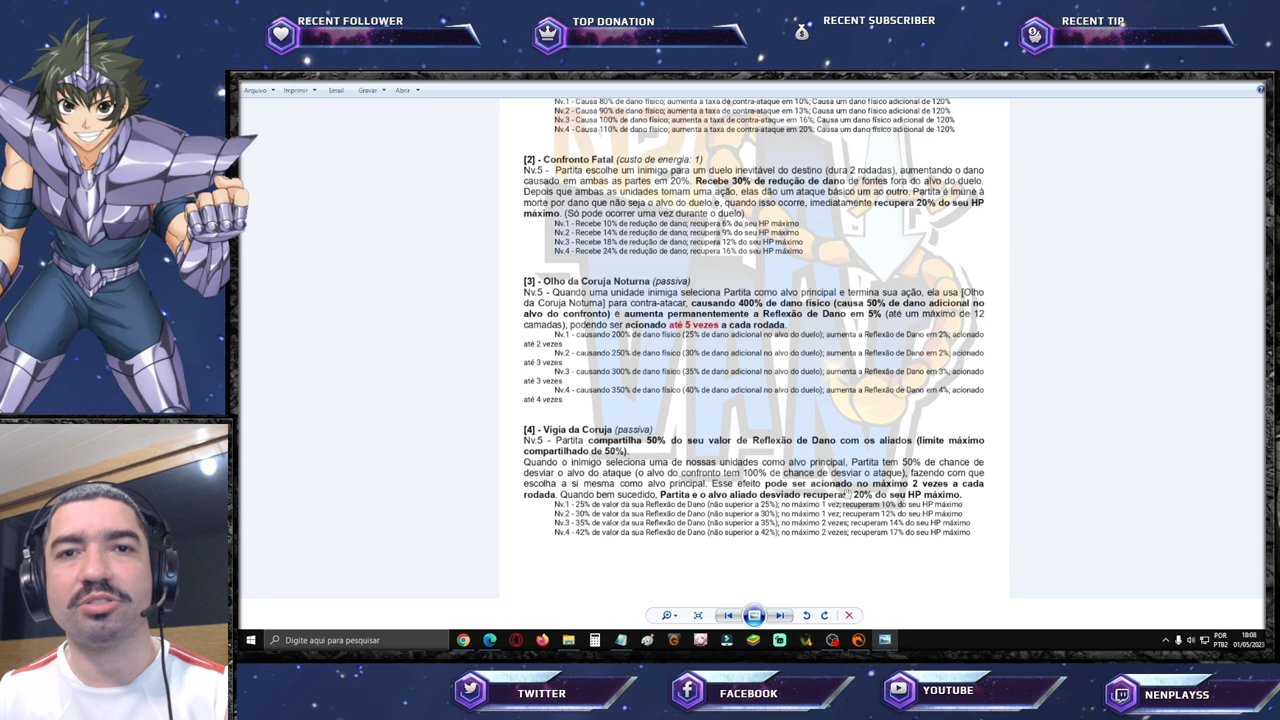 RECENT FOLLOWER
TOP DONATION
RECENT SUBSCRIBER
RECENT TIP
Arquivo Imprimir Email Gravar Abrir
Nv.1 - Causa 80% de dano físico; aumenta a taxa de contra-ataque em 10%; Causa um dano físico adicional de 120%
Nv.2 - Causa 90% de dano físico; aumenta a taxa de contra-ataque em 13%; Causa um dano físico adicional de 120%
Nv.3 - Causa 100% de dano físico; aumenta a taxa de contra-ataque em 16%; Causa um dano físico adicional de 120%
Nv.4 - Causa 110% de dano físico; aumenta a taxa de contra-ataque em 20%; Causa um dano físico adicional de 120%
[2] - Confronto Fatal (custo de energia: 1)
Nv.5 - Partita escolhe um inimigo para um duelo inevitável do destino (dura 2 rodadas), aumentando o dano
causado em ambas as partes em 20%. Recebe 30% de redução de dano de fontes fora do alvo do duelo.
Depois que ambas as unidades tomam uma ação, elas dão um ataque básico um ao outro. Partita é imune à
morte por dano que não seja o alvo do duelo e, quando isso ocorre, imediatamente recupera 20% do seu HP
máximo. (Só pode ocorrer uma vez durante o duelo)
Nv.1 - Recebe 10% de redução de dano; recupera 6% do seu HP máximo
Nv.2 - Recebe 14% de redução de dano; recupera 9% do seu HP máximo
Nv.3 - Recebe 18% de redução de dano; recupera 12% do seu HP máximo
Nv.4 - Recebe 24% de redução de dano; recupera 16% do seu HP máximo
[3] - Olho da Coruja Noturna (passiva)
Nv.5 - Quando uma unidade inimiga seleciona Partita como alvo principal e termina sua ação, ela usa [Olho
da Coruja Noturna] para contra-atacar, causando 400% de dano físico (causa 50% de dano adicional no
alvo do confronto) e aumenta permanentemente a Reflexão de Dano em 5% (até um máximo de 12
camadas), podendo ser acionado até 5 vezes a cada rodada.
Nv.1 - causando 200% de dano físico (25% de dano adicional no alvo do duelo); aumenta a Reflexão de Dano em 2%; acionado
até 2 vezes
Nv.2 - causando 250% de dano físico (30% de dano adicional no alvo do duelo); aumenta a Reflexão de Dano em 2%; acionado
até 3 vezes
Nv.3 - causando 300% de dano físico (35% de dano adicional no alvo do duelo); aumenta a Reflexão de Dano em 3%; acionado
até 3 vezes
Nv.4 - causando 350% de dano físico (40% de dano adicional no alvo do duelo); aumenta a Reflexão de Dano em 4%; acionado
até 4 vezes
[4] - Vigia da Coruja (passiva)
Nv.5 - Partita compartilha 50% do seu valor de Reflexão de Dano com os aliados (limite máximo
compartilhado de 50%).
Quando o inimigo seleciona uma de nossas unidades como alvo principal, Partita tem 50% de chance de
desviar o alvo do ataque (o alvo do confronto tem 100% de chance de desviar o ataque), fazendo com que
escolha a si mesma como alvo principal. Esse efeito pode ser acionado no máximo 2 vezes a cada
rodada. Quando bem sucedido, Partita e o alvo aliado desviado recuperam 20% do seu HP máximo.
Nv.1 - 25% de valor da sua Reflexão de Dano (não superior a 25%); no máximo 1 vez; recuperam 10% do seu HP máximo
Nv.2 - 30% de valor da sua Reflexão de Dano (não superior a 30%); no máximo 1 vez; recuperam 12% do seu HP máximo
Nv.3 - 35% de valor da sua Reflexão de Dano (não superior a 35%); no máximo 2 vezes; recuperam 14% do seu HP máximo
Nv.4 - 42% de valor da sua Reflexão de Dano (não superior a 42%); no máximo 2 vezes; recuperam 17% do seu HP máximo
Digite aqui para pesquisar
POR
PTB2
18:08
01/05/2023
TWITTER
FACEBOOK
YOUTUBE
NENPLAYSS